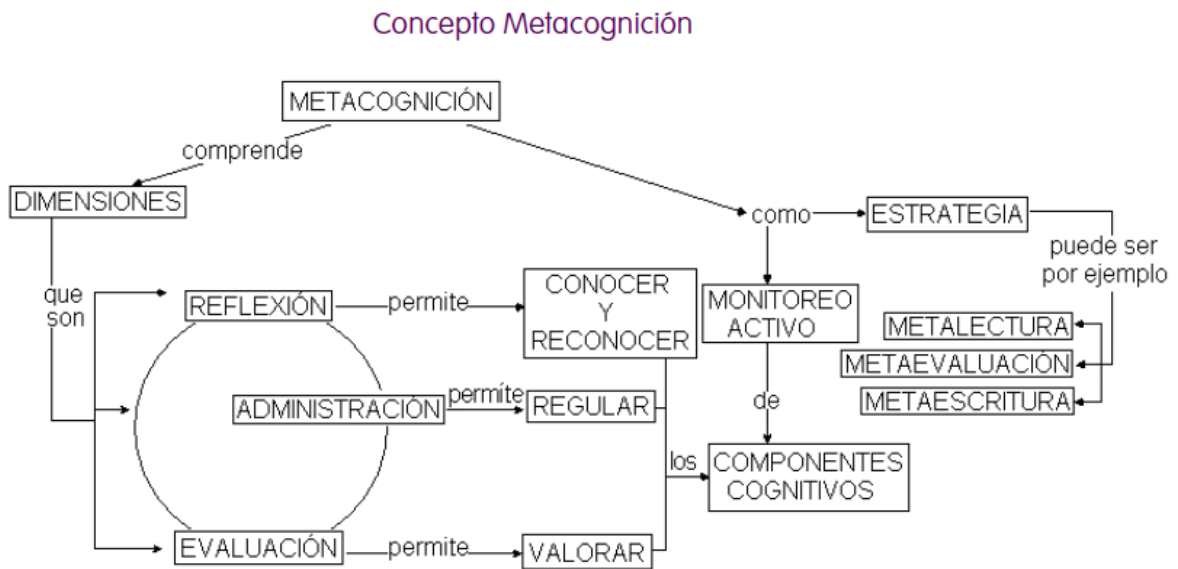 Concepto Metacognición
METACOGNICIÓN
comprende
DIMENSIONES
como
ESTRATEGIA
puede ser
por ejemplo
que
son
REFLEXIÓN
permite
CONOCER
Y
RECONOCER
MONITOREO
ACTIVO
METALECTURA
METAEVALUACIÓN
METAESCRITURA
ADMINISTRACIÓN
permite
REGULAR
de
los
COMPONENTES
COGNITIVOS
EVALUACIÓN
permite
VALORAR